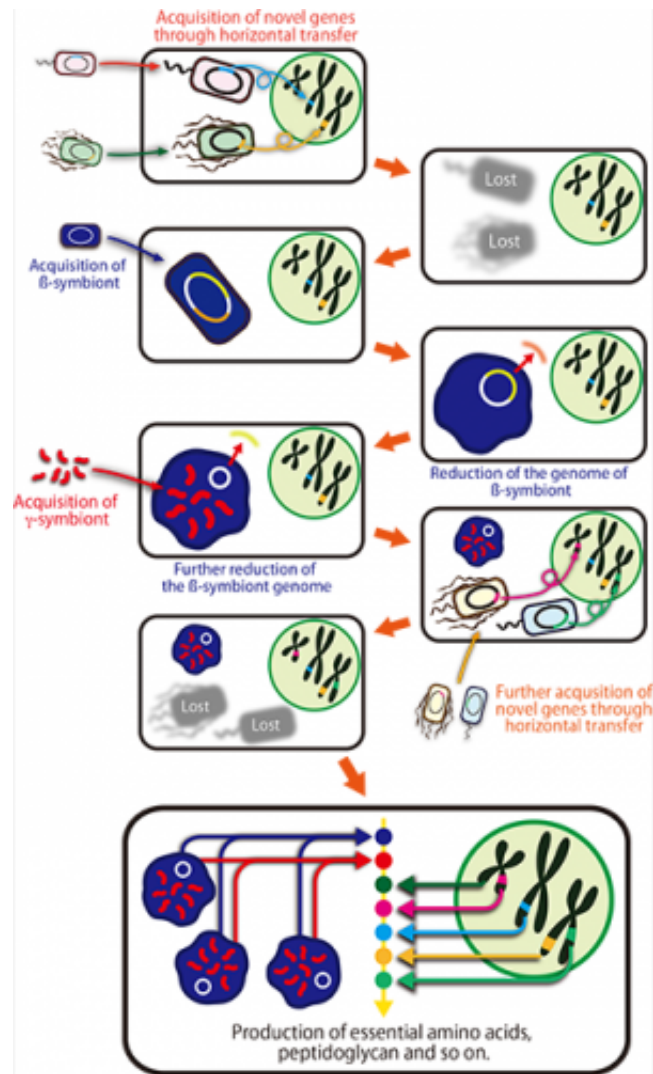 Acquisition of novel genes
through horizontal transfer
Lost
Lost
Acquisition of
ß-symbiont
Reduction of the genome of
ß-symbiont
Acquisition of
γ-symbiont
Further reduction of
the ß-symbiont genome
Lost
Lost
Further acqusition of
novel genes through
horizontal transfer
Production of essential amino acids,
peptidoglycan and so on.